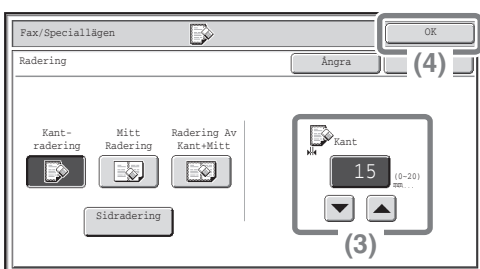 Fax/Speciallägen
OK
Radering
Ångra
(4)
Kant-
radering
Mitt
Radering
Radering Av
Kant+Mitt
Sidradering
Kant
15
(0-20)
mm
(3)